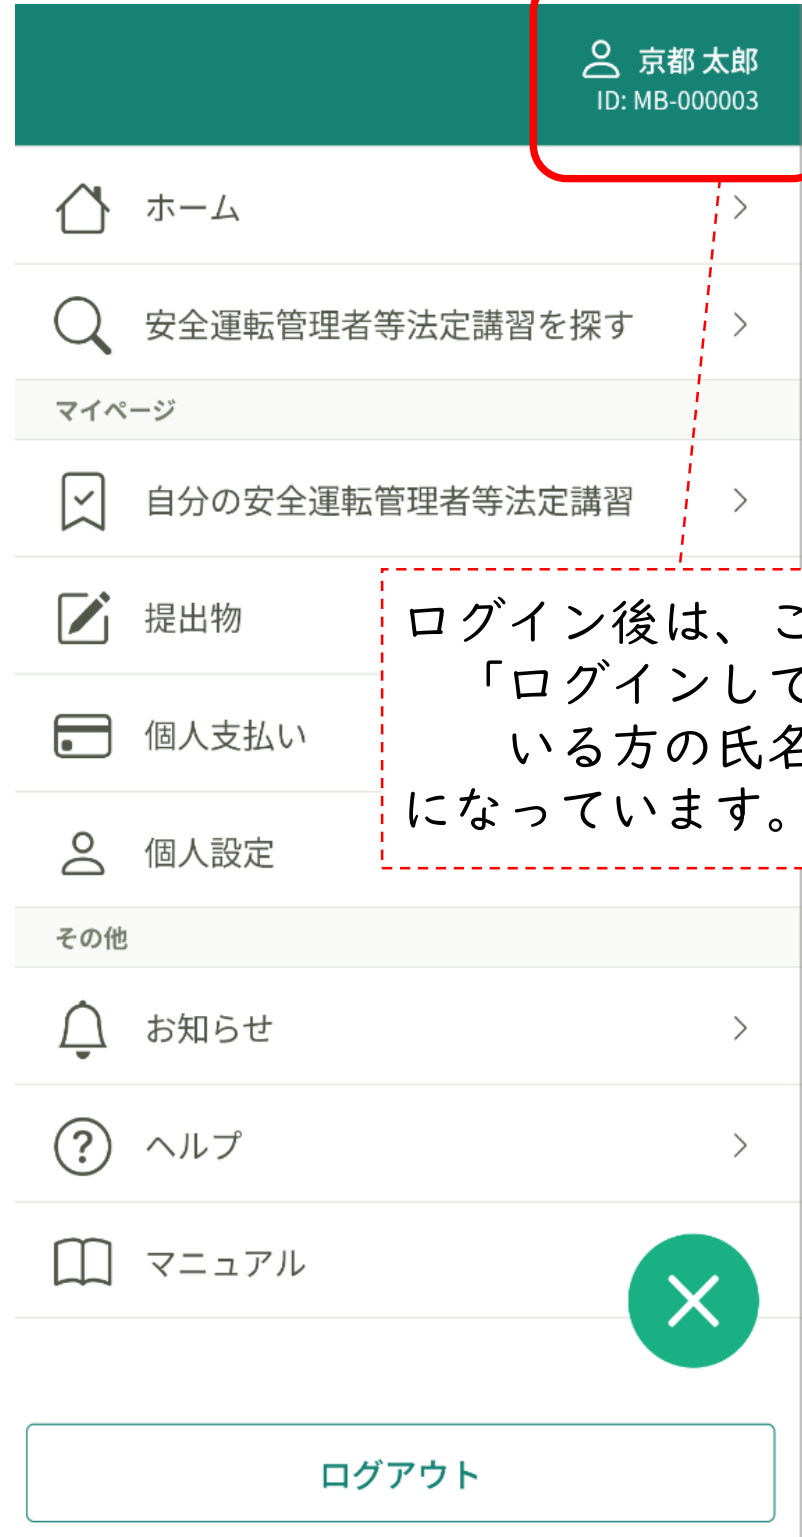 京都 太郎
ID: MB-000003
ホーム
安全運転管理者等法定講習を探す
マイページ
自分の安全運転管理者等法定講習
提出物
ログイン後は、こ
「ログインして
いる方の氏名
になっています。
個人支払い
個人設定
その他
お知らせ
ヘルプ
マニュアル
ログアウト